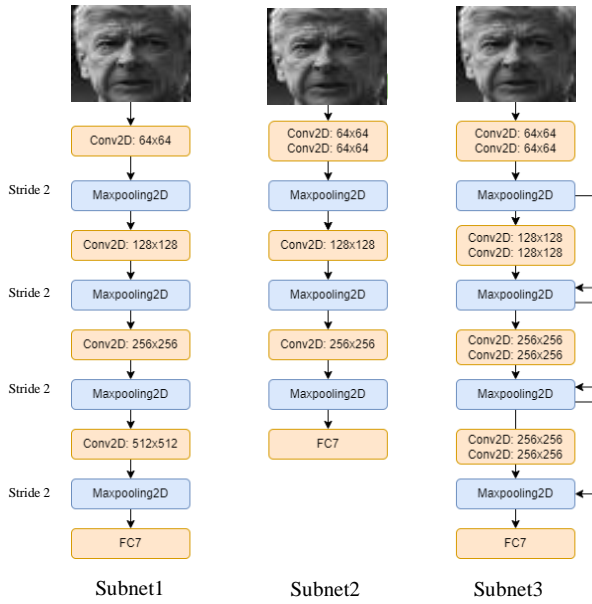 Conv2D: 64x64
Conv2D: 64x64
Conv2D: 64x64
Conv2D: 64x64
Conv2D: 64x64
Stride 2
Maxpooling2D
Maxpooling2D
Maxpooling2D
Conv2D: 128x128
Conv2D: 128x128
Conv2D: 128x128
Conv2D: 128x128
Stride 2
Maxpooling2D
Maxpooling2D
Maxpooling2D
Conv2D: 256x256
Conv2D: 256x256
Conv2D: 256x256
Conv2D: 256x256
Stride 2
Maxpooling2D
Maxpooling2D
Maxpooling2D
Conv2D: 512x512
FC7
Conv2D: 256x256
Conv2D: 256x256
Stride 2
Maxpooling2D
Maxpooling2D
FC7
FC7
Subnet1
Subnet2
Subnet3